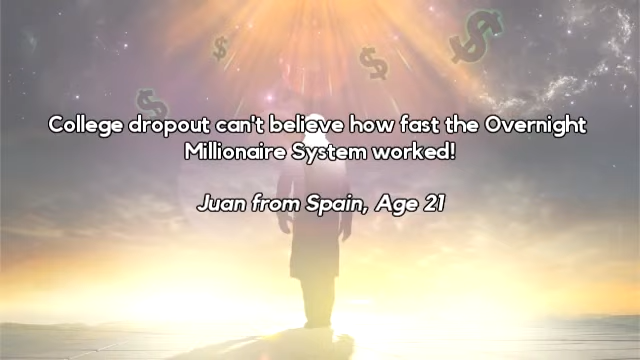 College dropout can't believe how fast the Overnight
Millionaire System worked!
Juan from Spain, Age 21